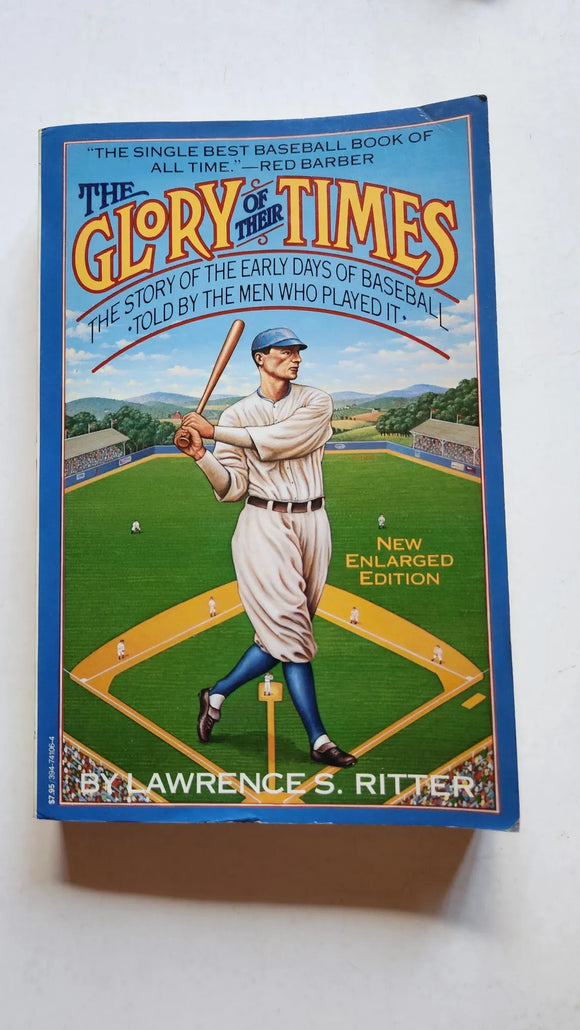 "THE SINGLE BEST BASEBALL BOOK OF
ALL TIME."—RED BARBER
THE
GLORY OF THEIR TIMES
THE STORY OF THE EARLY DAYS OF BASEBALL
·TOLD BY THE MEN WHO PLAYED IT·
NEW
ENLARGED
EDITION
$7.95/394-74106-4
BY LAWRENCE S. RITTER